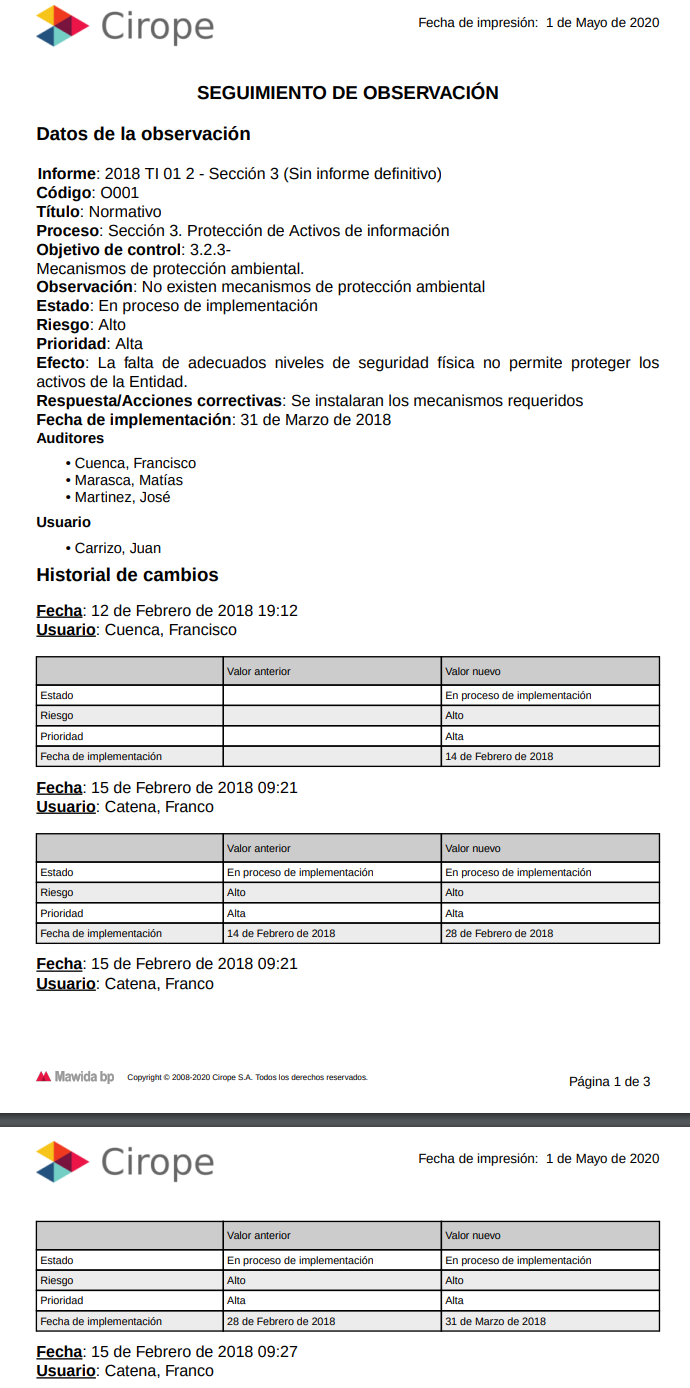 Cirope
Fecha de impresión: 1 de Mayo de 2020
SEGUIMIENTO DE OBSERVACIÓN
Datos de la observación
Informe: 2018 TI 01 2 - Sección 3 (Sin informe definitivo)
Código: O001
Título: Normativo
Proceso: Sección 3. Protección de Activos de información
Objetivo de control: 3.2.3-
Mecanismos de protección ambiental.
Observación: No existen mecanismos de protección ambiental
Estado: En proceso de implementación
Riesgo: Alto
Prioridad: Alta
Efecto: La falta de adecuados niveles de seguridad física no permite proteger los
activos de la Entidad.
Respuesta/Acciones correctivas: Se instalaran los mecanismos requeridos
Fecha de implementación: 31 de Marzo de 2018
Auditores
• Cuenca, Francisco
• Marasca, Matías
• Martinez, José
Usuario
• Carrizo, Juan
Historial de cambios
Fecha: 12 de Febrero de 2018 19:12
Usuario: Cuenca, Francisco
Valor anterior Valor nuevo
Estado En proceso de implementación
Riesgo Alto
Prioridad Alta
Fecha de implementación 14 de Febrero de 2018
Fecha: 15 de Febrero de 2018 09:21
Usuario: Catena, Franco
Valor anterior Valor nuevo
Estado En proceso de implementación En proceso de implementación
Riesgo Alto Alto
Prioridad Alta Alta
Fecha de implementación 14 de Febrero de 2018 28 de Febrero de 2018
Fecha: 15 de Febrero de 2018 09:21
Usuario: Catena, Franco
Mawida bp Copyright © 2008-2020 Cirope S.A. Todos los derechos reservados.
Página 1 de 3
Cirope
Fecha de impresión: 1 de Mayo de 2020
Valor anterior Valor nuevo
Estado En proceso de implementación En proceso de implementación
Riesgo Alto Alto
Prioridad Alta Alta
Fecha de implementación 28 de Febrero de 2018 31 de Marzo de 2018
Fecha: 15 de Febrero de 2018 09:27
Usuario: Catena, Franco